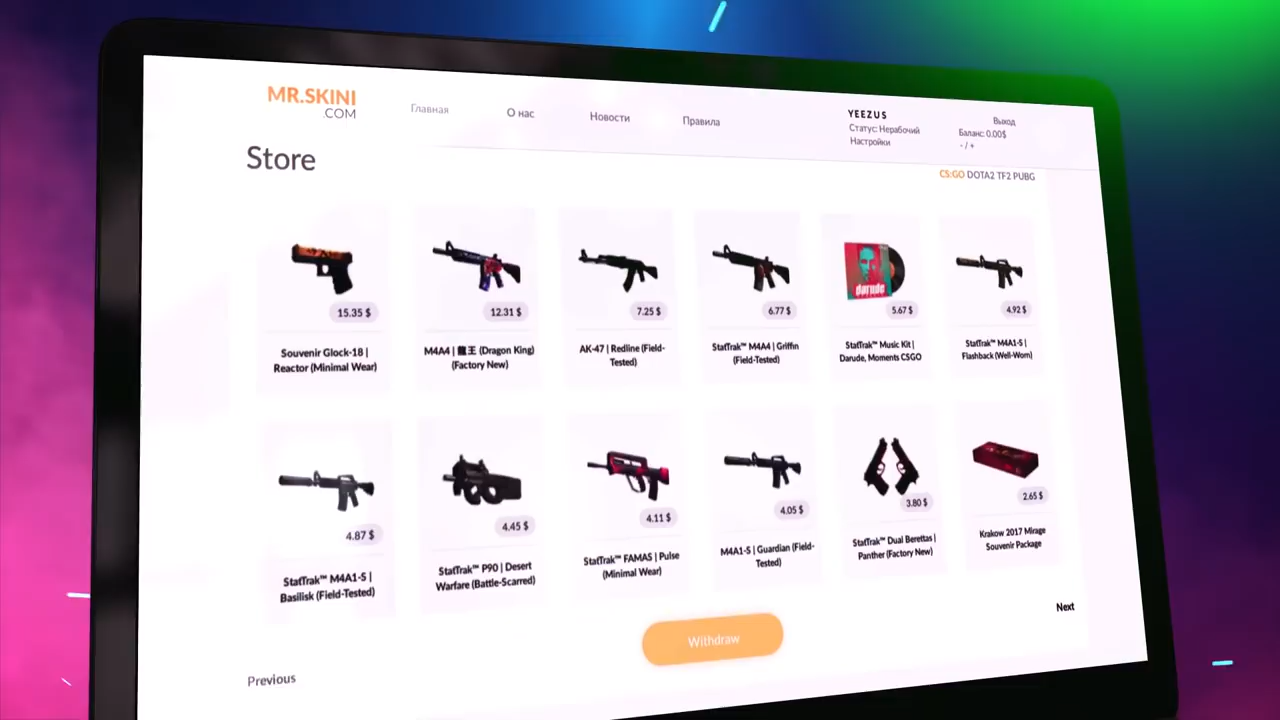 MR.SKINI
.COM
Главная
О нас
Новости
Правила
YEEZUS
Статус: Нерабочий
Настройки
Выход
Баланс: 0.00$
- / +
Store
CS:GO DOTA2 TF2 PUBG
15.35 $
12.31 $
7.25 $
6.77 $
darude
5.67 $
4.92 $
Souvenir Glock-18 |
Reactor (Minimal Wear)
M4A4 | 龍王 (Dragon King)
(Factory New)
AK-47 | Redline (Field-
Tested)
StatTrak™ M4A4 | Griffin
(Field-Tested)
StatTrak™ Music Kit |
Darude, Moments CSGO
StatTrak™ M4A1-S |
Flashback (Well-Worn)
4.87 $
4.45 $
4.11 $
4.05 $
3.80 $
2.65 $
StatTrak™ M4A1-S |
Basilisk (Field-Tested)
StatTrak™ P90 | Desert
Warfare (Battle-Scarred)
StatTrak™ FAMAS | Pulse
(Minimal Wear)
M4A1-S | Guardian (Field-
Tested)
StatTrak™ Dual Berettas |
Panther (Factory New)
Krakow 2017 Mirage
Souvenir Package
Next
Withdraw
Previous